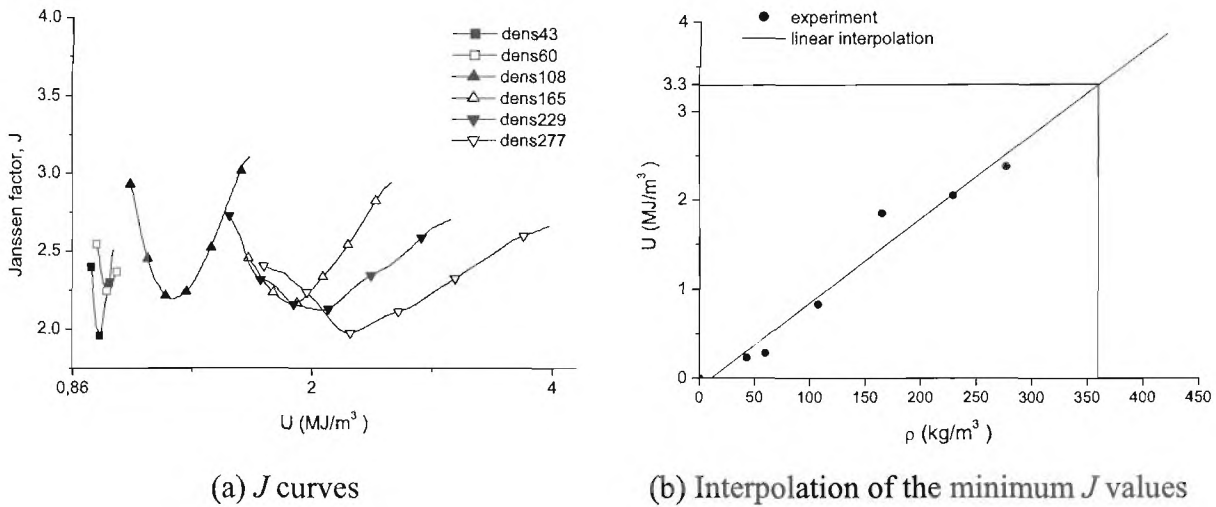 4.0
3.5
3.0
2.5
2.0
Janssen factor, J
dens43
dens60
dens108
dens165
dens229
dens277
0,86
2
4
U (MJ/m³)
(a) J curves
experiment
linear interpolation
4
3.3
3
2
1
0
U (MJ/m³)
0
50
100
150
200
250
300
350
400
450
ρ (kg/m³)
(b) Interpolation of the minimum J values